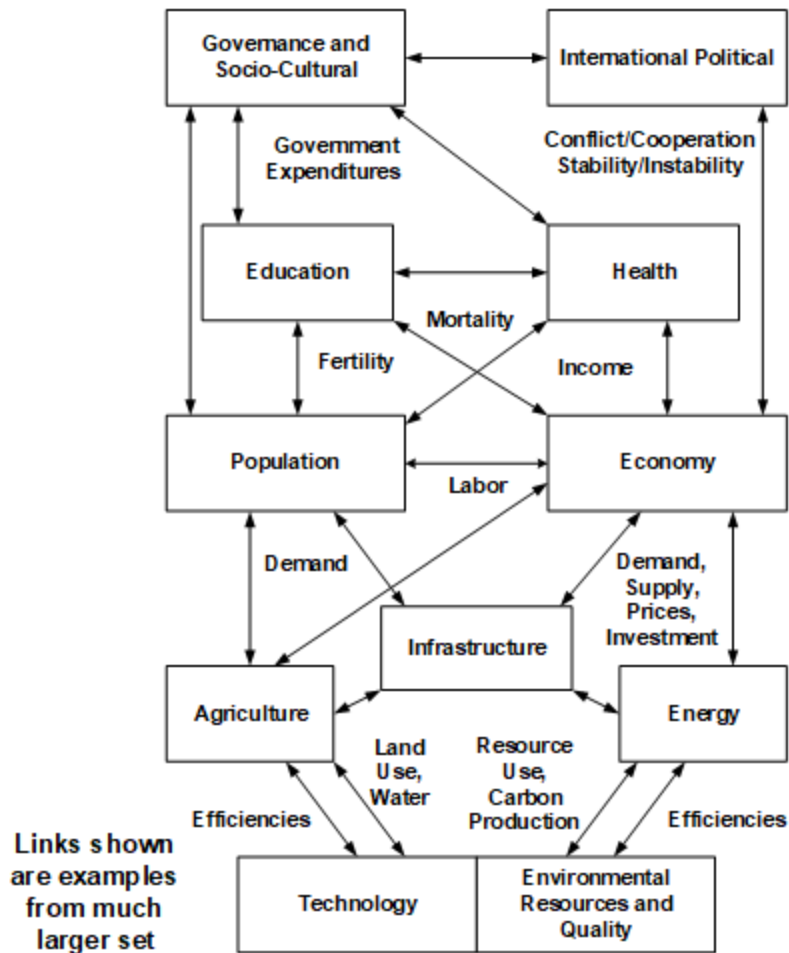 Governance and
Socio-Cultural
International Political
Government
Expenditures
Conflict/Cooperation
Stability/Instability
Education
Health
Mortality
Fertility
Income
Population
Economy
Labor
Demand
Demand,
Supply,
Prices,
Investment
Infrastructure
Agriculture
Energy
Land
Use,
Water
Resource
Use,
Carbon
Production
Efficiencies
Efficiencies
Links shown
are examples
from much
larger set
Technology
Environmental
Resources and
Quality